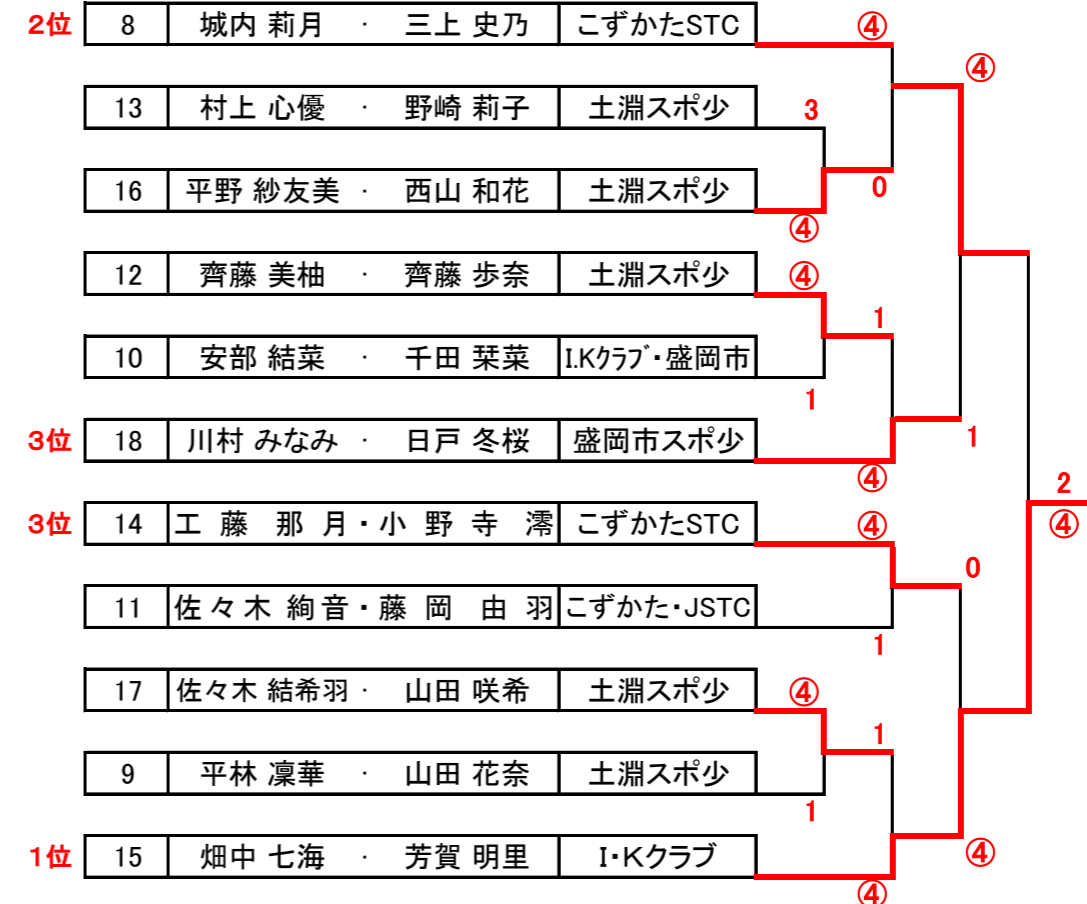 2位 8 城内 莉月 ・ 三上 史乃 こずかたSTC ④
④
13 村上 心優 ・ 野崎 莉子 土淵スポ少 3
16 平野 紗友美 ・ 西山 和花 土淵スポ少 0
④
12 齊藤 美柚 ・ 齊藤 歩奈 土淵スポ少 ④
1
10 安部 結菜 ・ 千田 栞菜 I.Kクラブ・盛岡市
1
3位 18 川村 みなみ ・ 日戸 冬桜 盛岡市スポ少 1
④
2
3位 14 工藤 那月・小野寺 澪 こずかたSTC ④ ④
0
11 佐々木 絢音・藤岡 由羽 こずかた・JSTC
1
17 佐々木 結希羽 ・ 山田 咲希 土淵スポ少 ④
1
9 平林 凜華 ・ 山田 花奈 土淵スポ少
1
1位 15 畑中 七海 ・ 芳賀 明里 I・Kクラブ ④
④